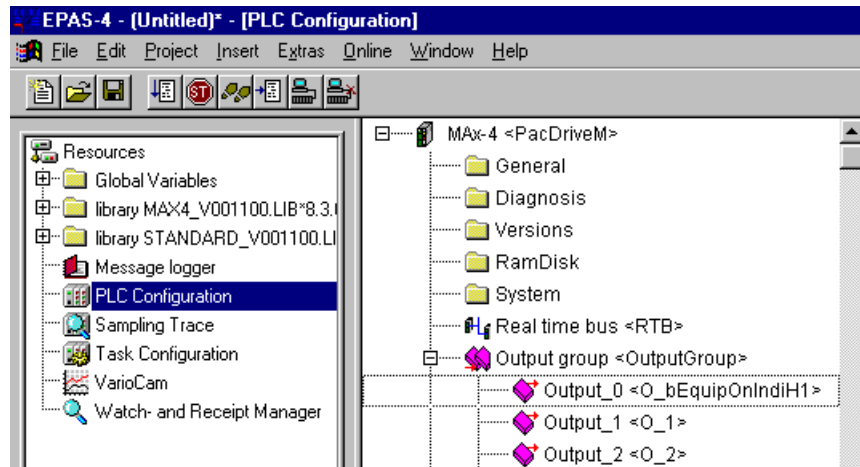 EPAS-4 - (Untitled)* - [PLC Configuration]
File Edit Project Insert Extras Online Window Help
STOP
Resources
Global Variables
library MAX4_V001100.LIB*8.3.
library STANDARD_V001100.LI
Message logger
PLC Configuration
Sampling Trace
Task Configuration
VarioCam
Watch- and Receipt Manager
MAx-4 <PacDriveM>
General
Diagnosis
Versions
RamDisk
System
Real time bus <RTB>
Output group <OutputGroup>
Output_0 <O_bEquipOnIndiH1>
Output_1 <O_1>
Output_2 <O_2>